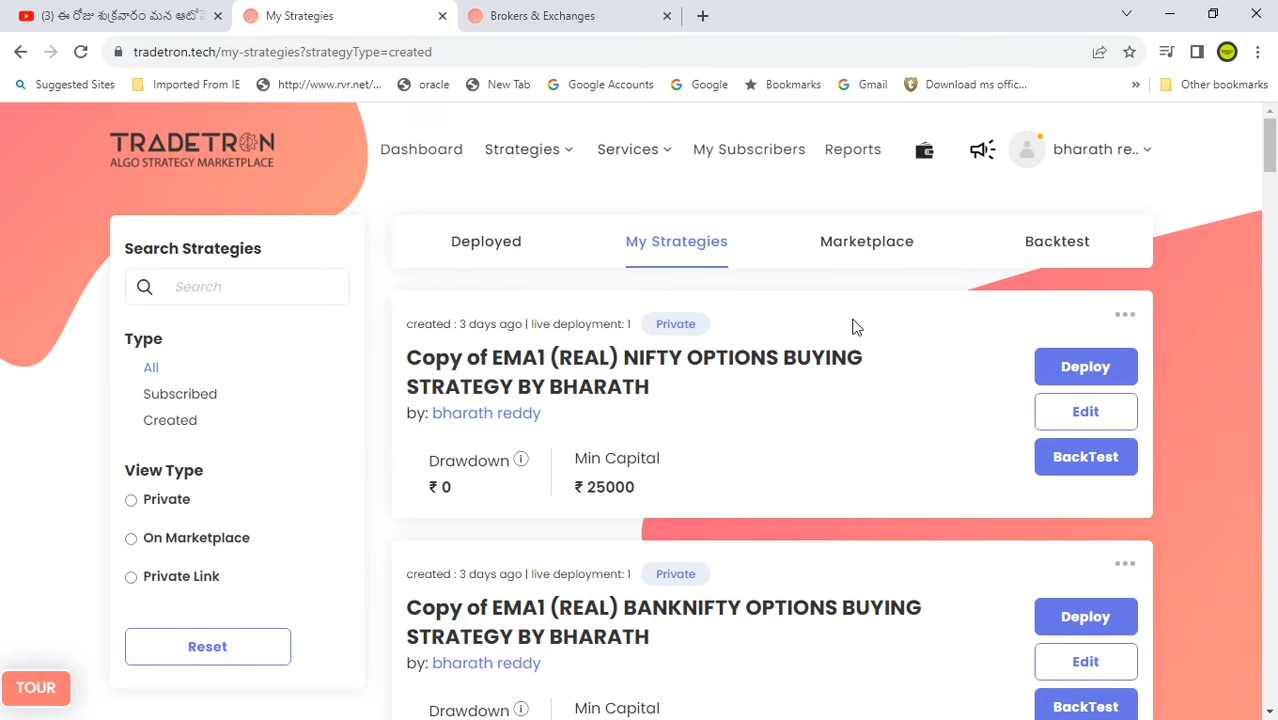 (3) ఈ రోజు శుక్రవారం మన ఆటో
My Strategies
Brokers & Exchanges
tradetron.tech/my-strategies?strategyType=created
Suggested Sites
Imported From IE
http://www.rvr.net/...
oracle
New Tab
Google Accounts
Google
Bookmarks
Gmail
Download ms offic...
»
Other bookmarks
TRADETRON
ALGO STRATEGY MARKETPLACE
Dashboard
Strategies
Services
My Subscribers
Reports
bharath re..
Search Strategies
Search
Type
All
Subscribed
Created
View Type
Private
On Marketplace
Private Link
Reset
TOUR
Deployed
My Strategies
Marketplace
Backtest
created : 3 days ago | live deployment: 1 Private
Copy of EMA1 (REAL) NIFTY OPTIONS BUYING
STRATEGY BY BHARATH
by: bharath reddy
Drawdown
₹ 0
Min Capital
₹ 25000
Deploy
Edit
BackTest
created : 3 days ago | live deployment: 1 Private
Copy of EMA1 (REAL) BANKNIFTY OPTIONS BUYING
STRATEGY BY BHARATH
by: bharath reddy
Drawdown
Min Capital
Deploy
Edit
BackTest